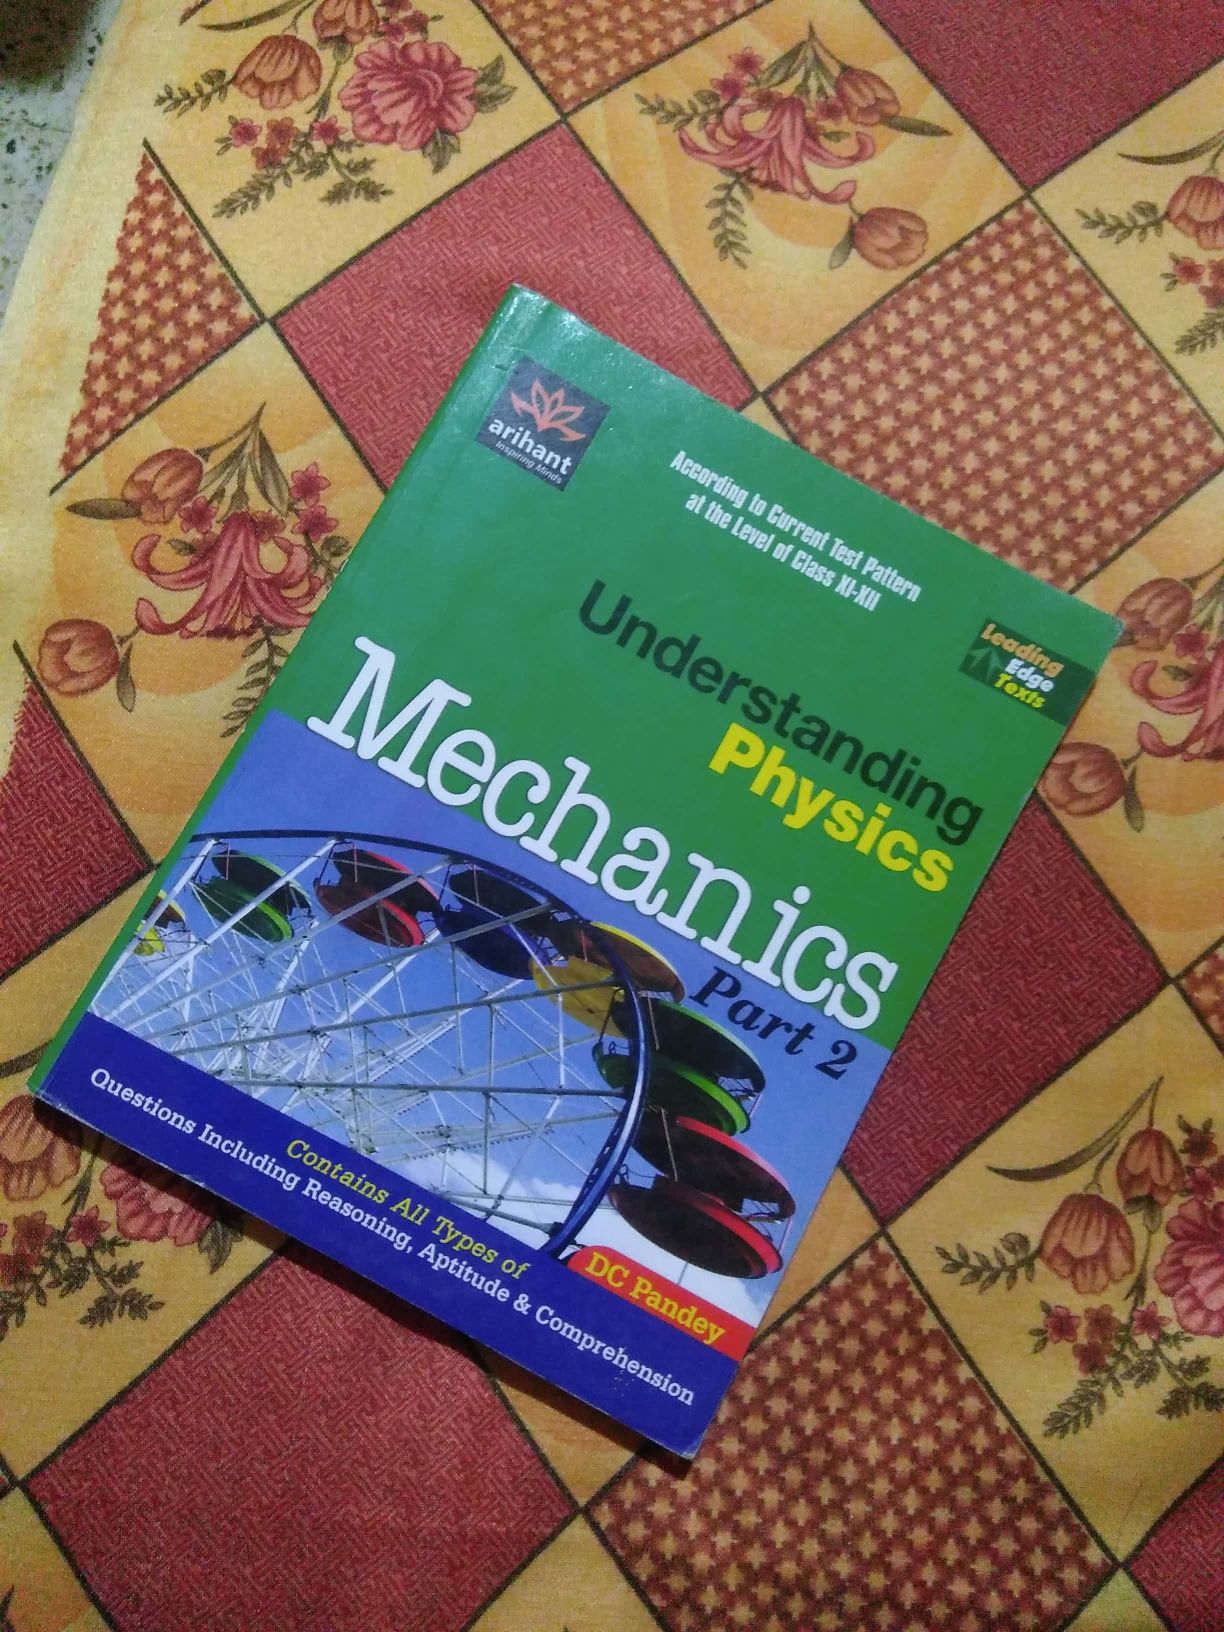 arihant
Inspiring Minds
According to Current Test Pattern
at the Level of Class XI-XII
Leading
Edge
Texts
Understanding
Physics
Mechanics
Part 2
DC Pandey
Contains All Types of
Questions Including Reasoning, Aptitude & Comprehension